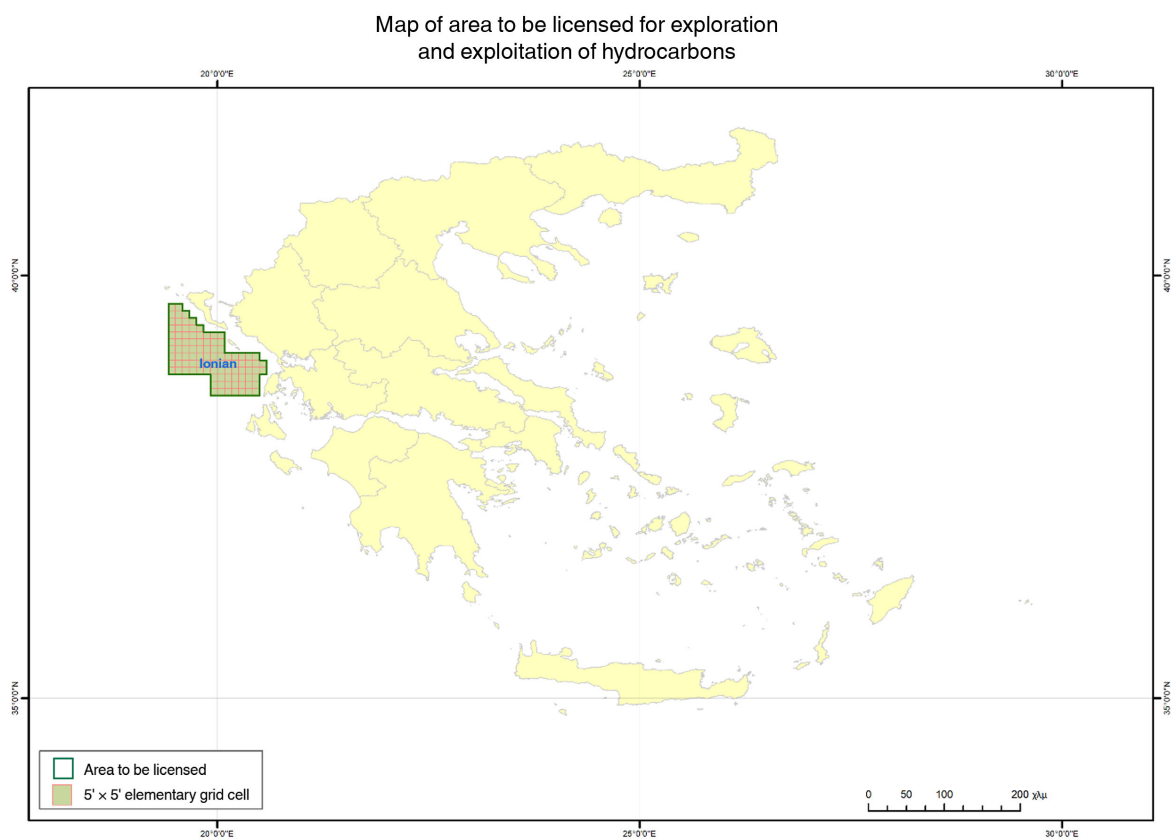 Map of area to be licensed for exploration
and exploitation of hydrocarbons
20°0'0"E 25°0'0"E 30°0'0"E
40°0'0"N 40°0'0"N
Ionian
35°0'0"N 35°0'0"N
Area to be licensed
5' × 5' elementary grid cell
0 50 100 200 χλμ
20°0'0"E 25°0'0"E 30°0'0"E